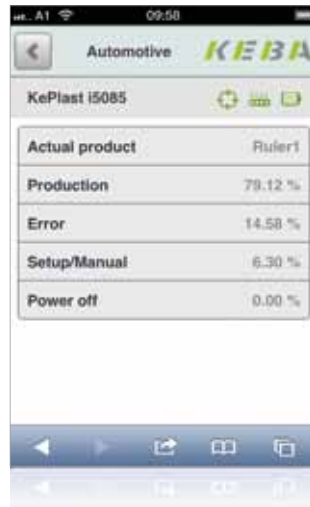 A1 09:58
Automotive KEBA
KePlast i5085
Actual product Ruler1
Production 79.12 %
Error 14.58 %
Setup/Manual 6.30 %
Power off 0.00 %